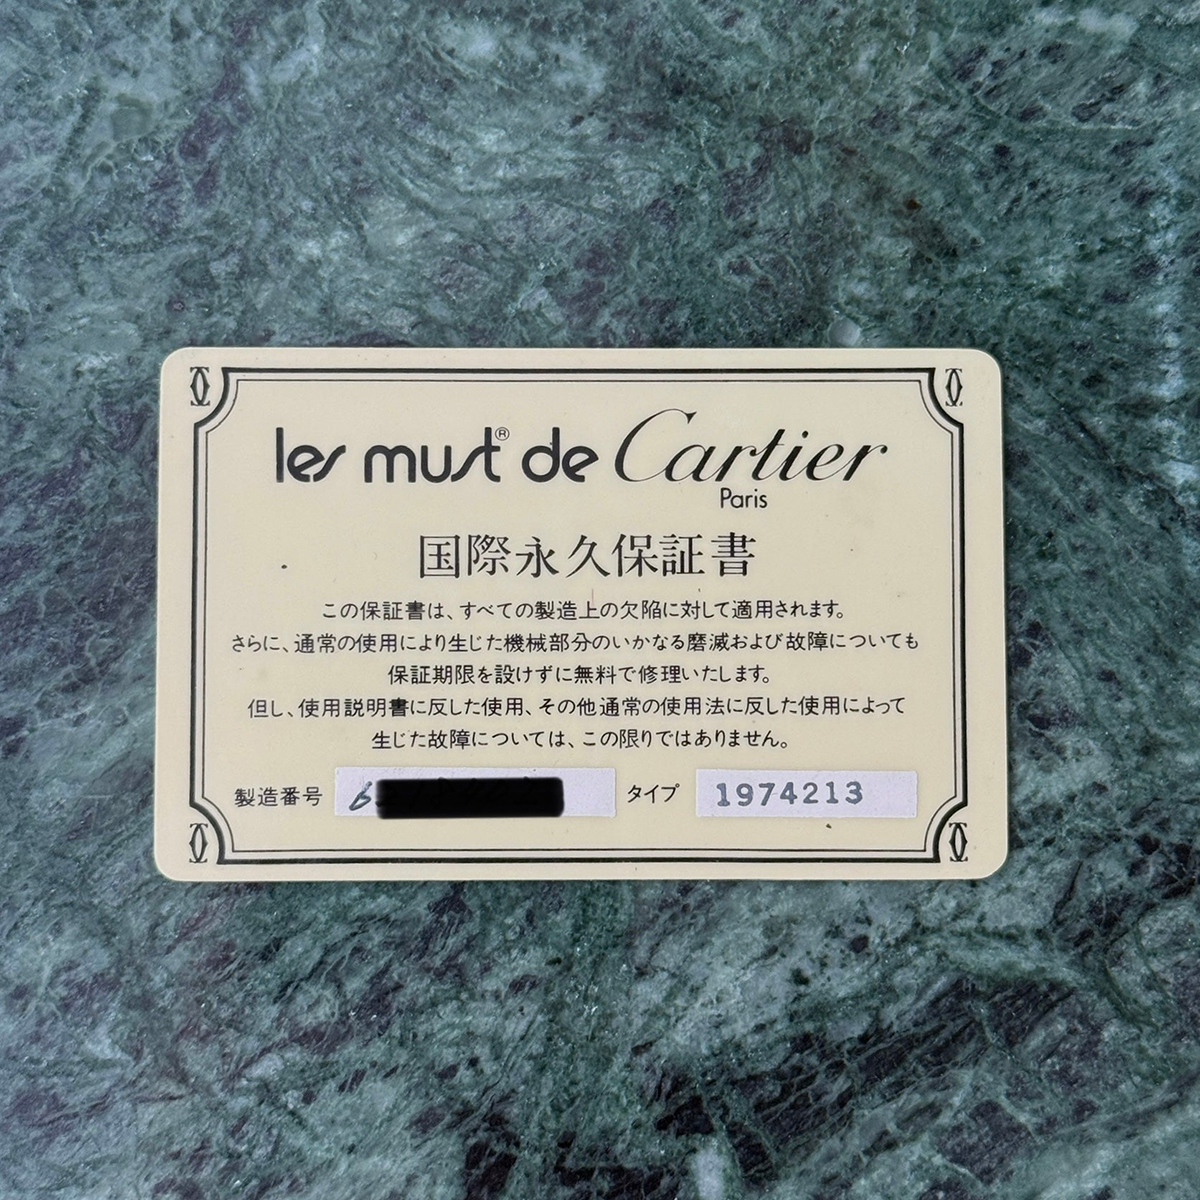 les must® de Cartier
Paris
国際永久保証書
この保証書は、すべての製造上の欠陥に対して適用されます。
さらに、通常の使用により生じた機械部分のいかなる磨滅および故障についても
保証期限を設けずに無料で修理いたします。
但し、使用説明書に反した使用、その他通常の使用法に反した使用によって
生じた故障については、この限りではありません。
製造番号 6 タイプ 1974213